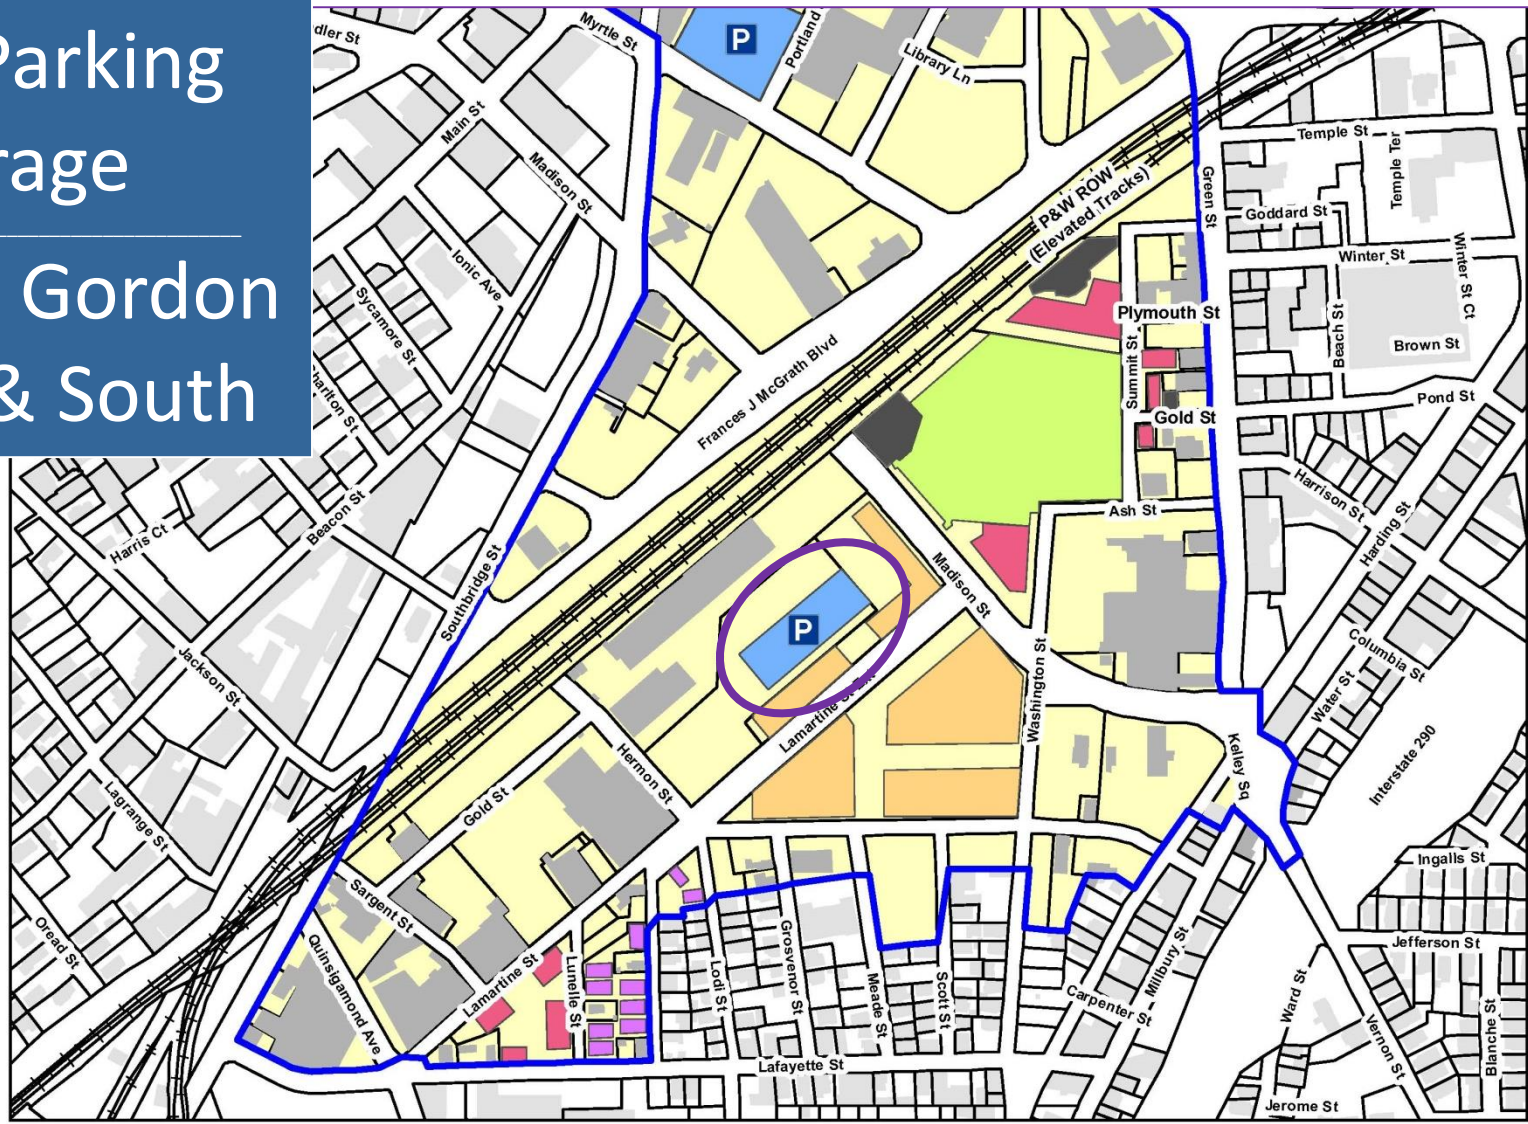 Parking
Gordon
& South
Myrtle St
P
Portland
Library Ln
Main St
Madison St
Temple St
Temple Ter
P&W ROW
(Elevated Tracks)
Green St
Goddard St
Winter St
Winter St Ct
Ionic Ave
Sycamore St
Plymouth St
Beach St
Brown St
Summit St
Frances J McGrath Blvd
Gold St
Pond St
Harrison St
Harding St
Beacon St
Harris Ct
Ash St
Southbridge St
Madison St
P
Columbia St
Water St
Jackson St
Washington St
Lamartine St
Kelley Sq
Interstate 290
Hermon St
Gold St
Lagrange St
Ingalls St
Sargent St
Oread St
Quinsigamond Ave
Lamartine St
Lunelle St
Lodi St
Grosvenor St
Meade St
Scott St
Millbury St
Carpenter St
Jefferson St
Ward St
Vernon St
Blanche St
Lafayette St
Jerome St